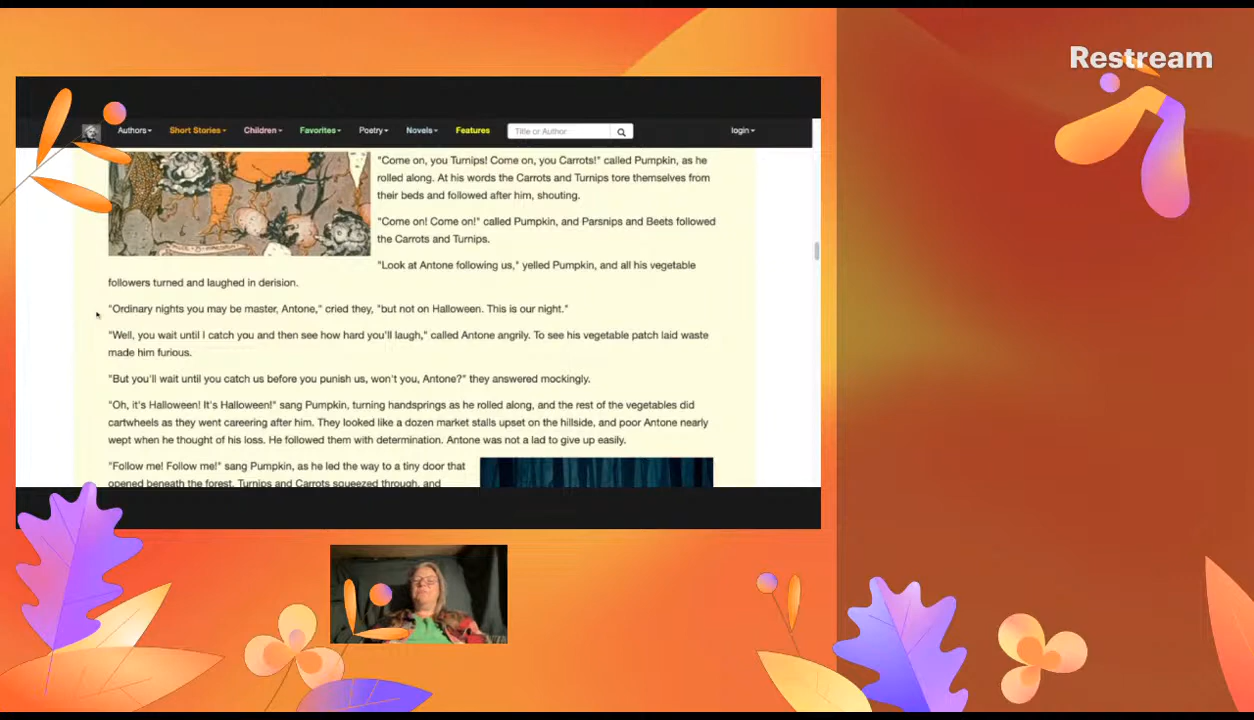 Restream
Authors
Short Stories
Children
Favorites
Poetry
Novels
Features
Title or Author
login
"Come on, you Turnips! Come on, you Carrots!" called Pumpkin, as he
rolled along. At his words the Carrots and Turnips tore themselves from
their beds and followed after him, shouting.
"Come on! Come on!" called Pumpkin, and Parsnips and Beets followed
the Carrots and Turnips.
"Look at Antone following us," yelled Pumpkin, and all his vegetable
followers turned and laughed in derision.
"Ordinary nights you may be master, Antone," cried they, "but not on Halloween. This is our night."
"Well, you wait until I catch you and then see how hard you'll laugh," called Antone angrily. To see his vegetable patch laid waste
made him furious.
"But you'll wait until you catch us before you punish us, won't you, Antone?" they answered mockingly.
"Oh, it's Halloween! It's Halloween!" sang Pumpkin, turning handsprings as he rolled along, and the rest of the vegetables did
cartwheels as they went careering after him. They looked like a dozen market stalls upset on the hillside, and poor Antone nearly
wept when he thought of his loss. He followed them with determination. Antone was not a lad to give up easily.
"Follow me! Follow me!" sang Pumpkin, as he led the way to a tiny door that
opened beneath the forest. Turnips and Carrots squeezed through, and